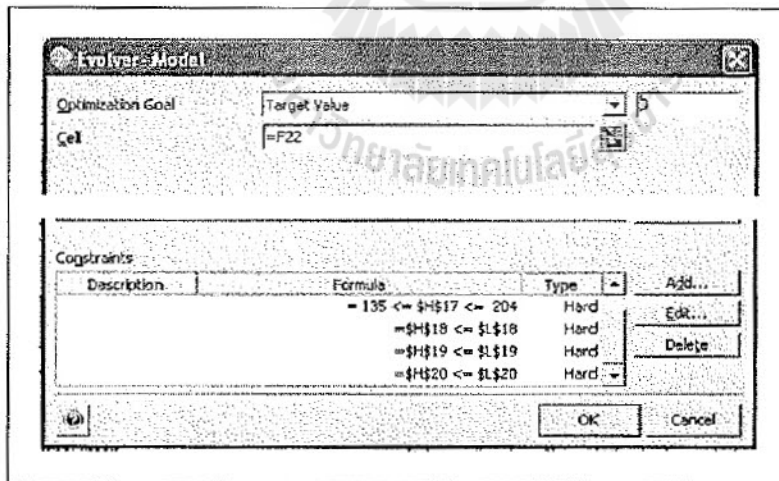 Evolver - Model
Optimization Goal Target Value
Cell =F22
Constraints
Description Formula Type
= 135 <= $H$17 <= 204 Hard
=$H$18 <= $L$18 Hard
=$H$19 <= $L$19 Hard
=$H$20 <= $L$20 Hard
Add...
Edit...
Delete
OK Cancel